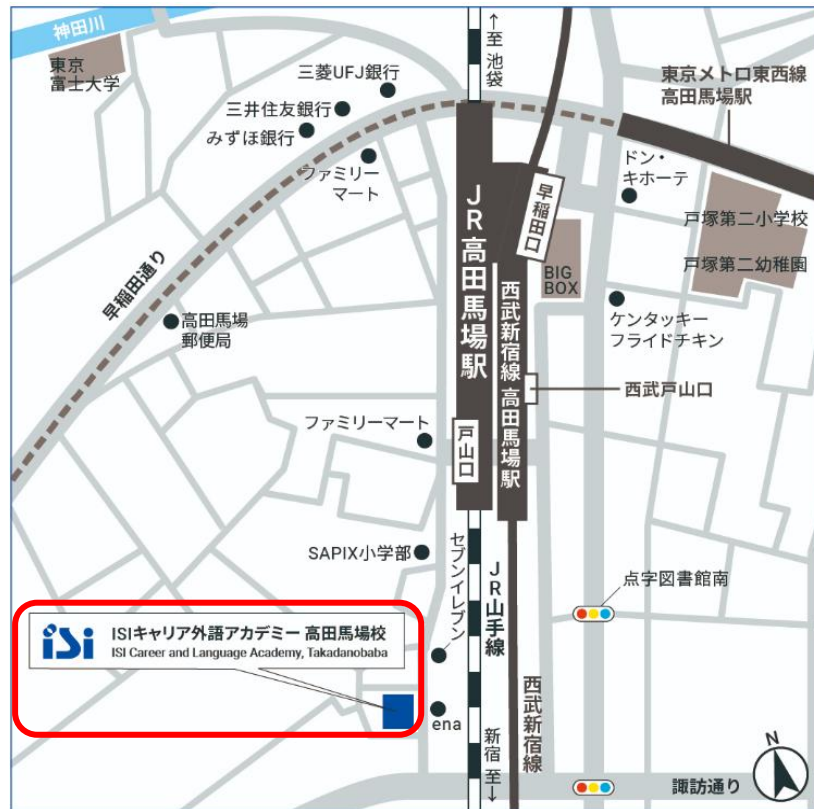 神田川
東京
富士大学
三菱UFJ銀行
三井住友銀行
みずほ銀行
ファミリー
マート
←至 池袋
東京メトロ東西線
高田馬場駅
ドン・
キホーテ
早稲田口
JR高田馬場駅
西武新宿線 高田馬場駅
BIG
BOX
戸塚第二小学校
戸塚第二幼稚園
早稲田通り
高田馬場
郵便局
ケンタッキー
フライドチキン
西武戸山口
ファミリーマート
戸山口
SAPIX小学部
セブンイレブン
JR山手線
点字図書館南
isi
ISIキャリア外語アカデミー 高田馬場校
ISI Career and Language Academy, Takadanobaba
西武新宿線
ena
新宿 至→
N
諏訪通り